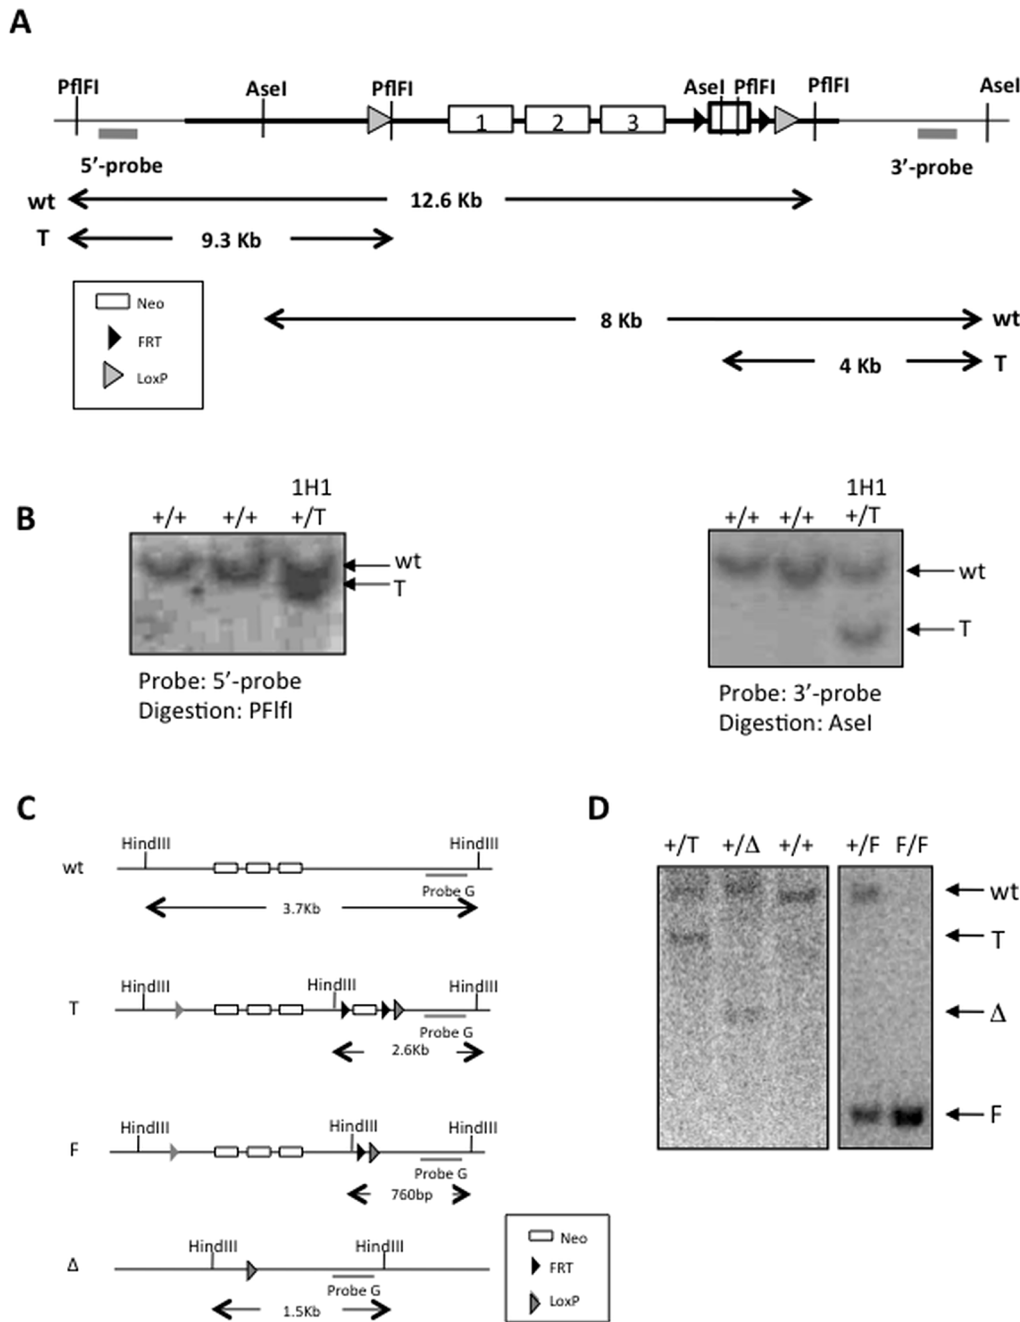 A
PflFI AseI PflFI AseI PflFI PflFI AseI
1 2 3
5’-probe 3’-probe
wt 12.6 Kb
T 9.3 Kb
8 Kb wt
4 Kb T
Neo
FRT
LoxP
B
1H1
+/+ +/+ +/T
wt
T
Probe: 5’-probe
Digestion: PFlfI
1H1
+/+ +/+ +/T
wt
T
Probe: 3’-probe
Digestion: AseI
C
HindIII HindIII
wt
Probe G
3.7Kb
HindIII HindIII HindIII
T
Probe G
2.6Kb
HindIII HindIII HindIII
F
Probe G
760bp
HindIII HindIII
Δ
Probe G
1.5Kb
Neo
FRT
LoxP
D
+/T +/Δ +/+ +/F F/F
wt
T
Δ
F